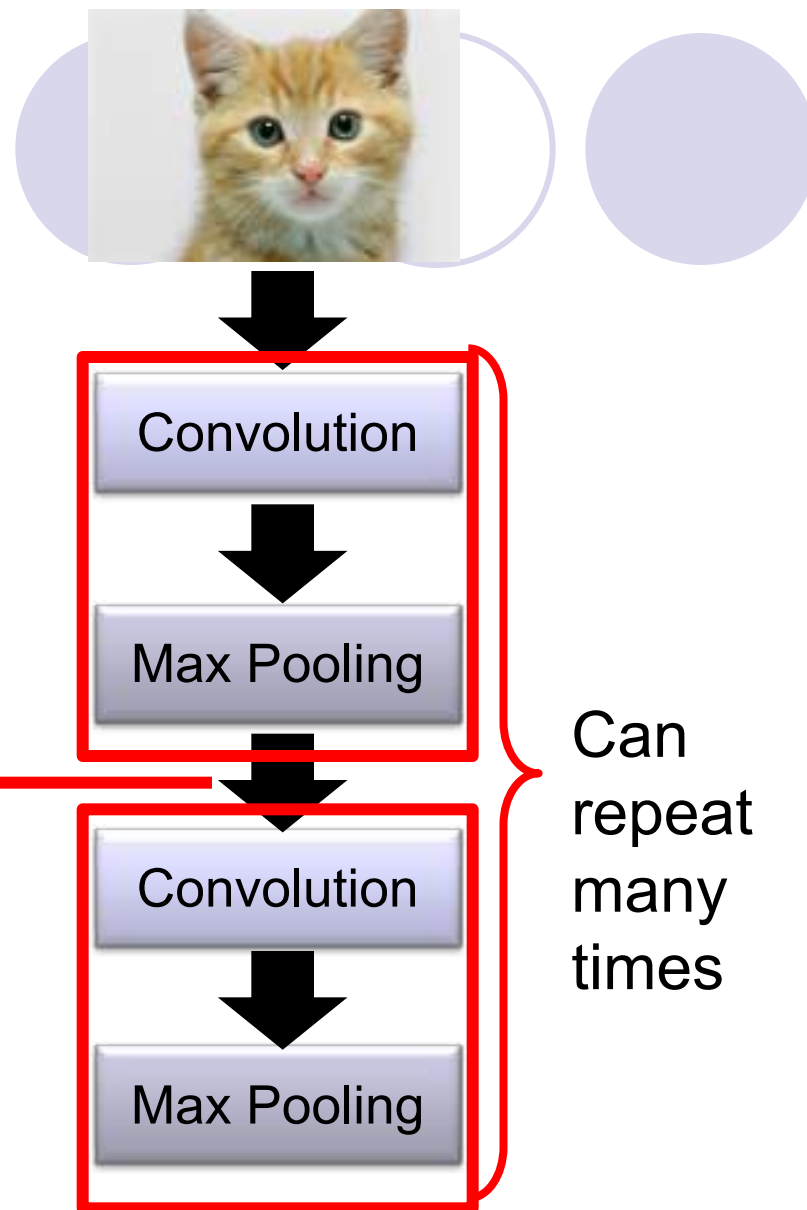 Convolution
Max Pooling
Can
repeat
many
times
Convolution
Max Pooling